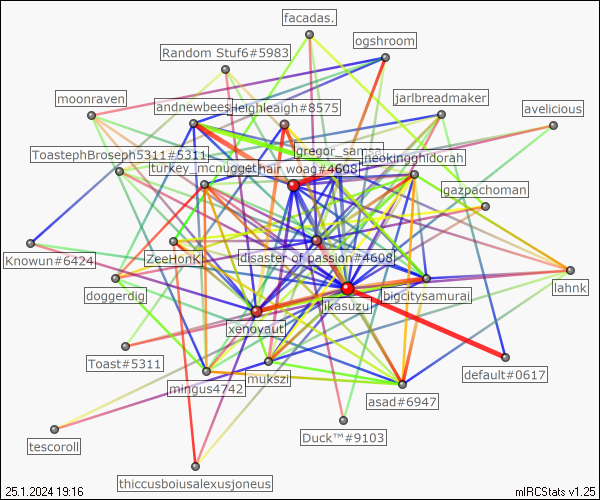 facadas.
ogshroom
Random Stuf6#5983
moonraven
andnewbees
Heighleagh#8575
jarlbreadmaker
avelicious
gregor_samsa
ToastephBroseph5311#5311
turkey_mcnugget
hair woag#4608
neokingghidorah
gazpachoman
Knowun#6424
ZeeHonK
disaster of passion#4608
lahnk
doggerdig
ikasuzu
bigcitysamurai
xenoyaut
Toast#5311
default#0617
mingus4742
mukszi
asad#6947
tescoroll
Duck™#9103
thiccusboiusalexusjoneus
25.1.2024 19:16
mIRCStats v1.25